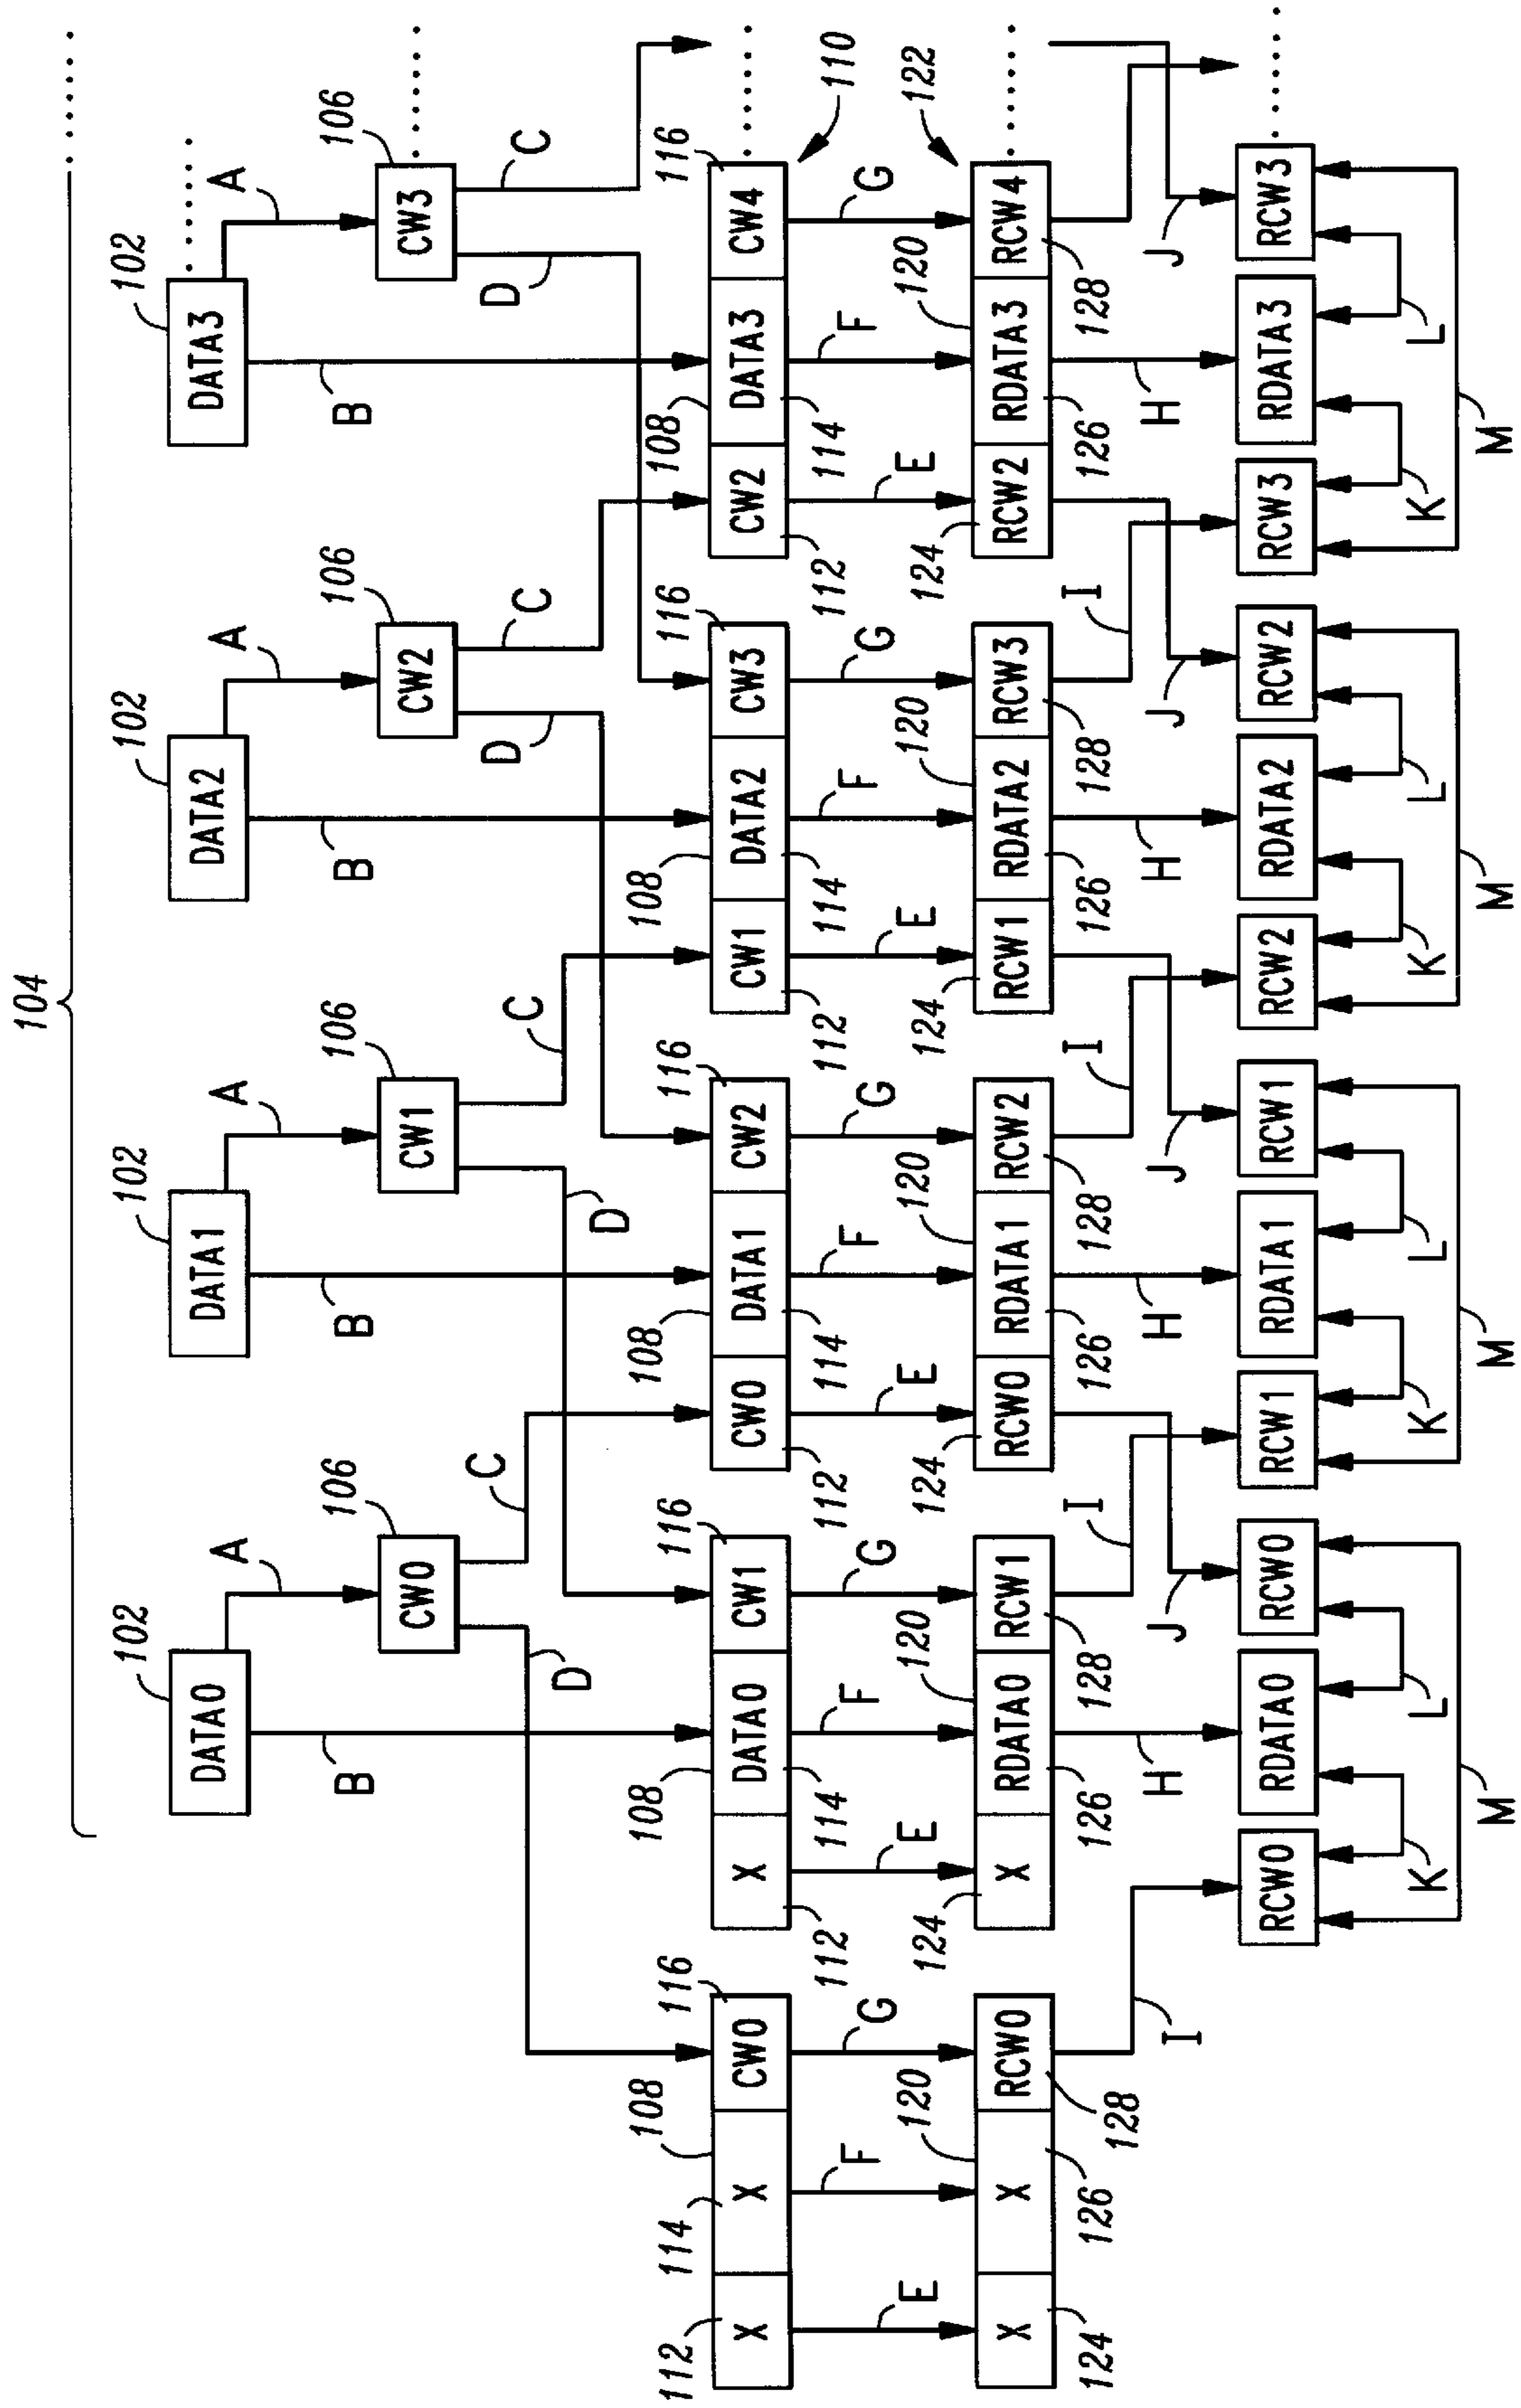 104
102 102 102 102
DATA0 DATA1 DATA2 DATA3
A A A A
106 106 106 106
B B B B
CW0 CW1 CW2 CW3
C D D C C C
D D
112 114 108 116 108 116 108 116 108 116 108 116
X X CW0 X DATA0 CW1 CW0 DATA1 CW2 CW1 DATA2 CW3 CW2 DATA3 CW4
112 114 112 114 112 114 112 114 110
E F G E F G E F G E F G E F G
120 124 120 124 120 124 120 124 120 122
X X RCW0 X RDATA0 RCW1 RCW0 RDATA1 RCW2 RCW1 RDATA2 RCW3 RCW2 RDATA3 RCW4
124 126 128 126 128 126 128 126 128 126 128
I H J I H J I H J I H J
RCW0 RDATA0 RCW0 RCW1 RDATA1 RCW1 RCW2 RDATA2 RCW2 RCW3 RDATA3 RCW3
K L K L K L K L
M M M M